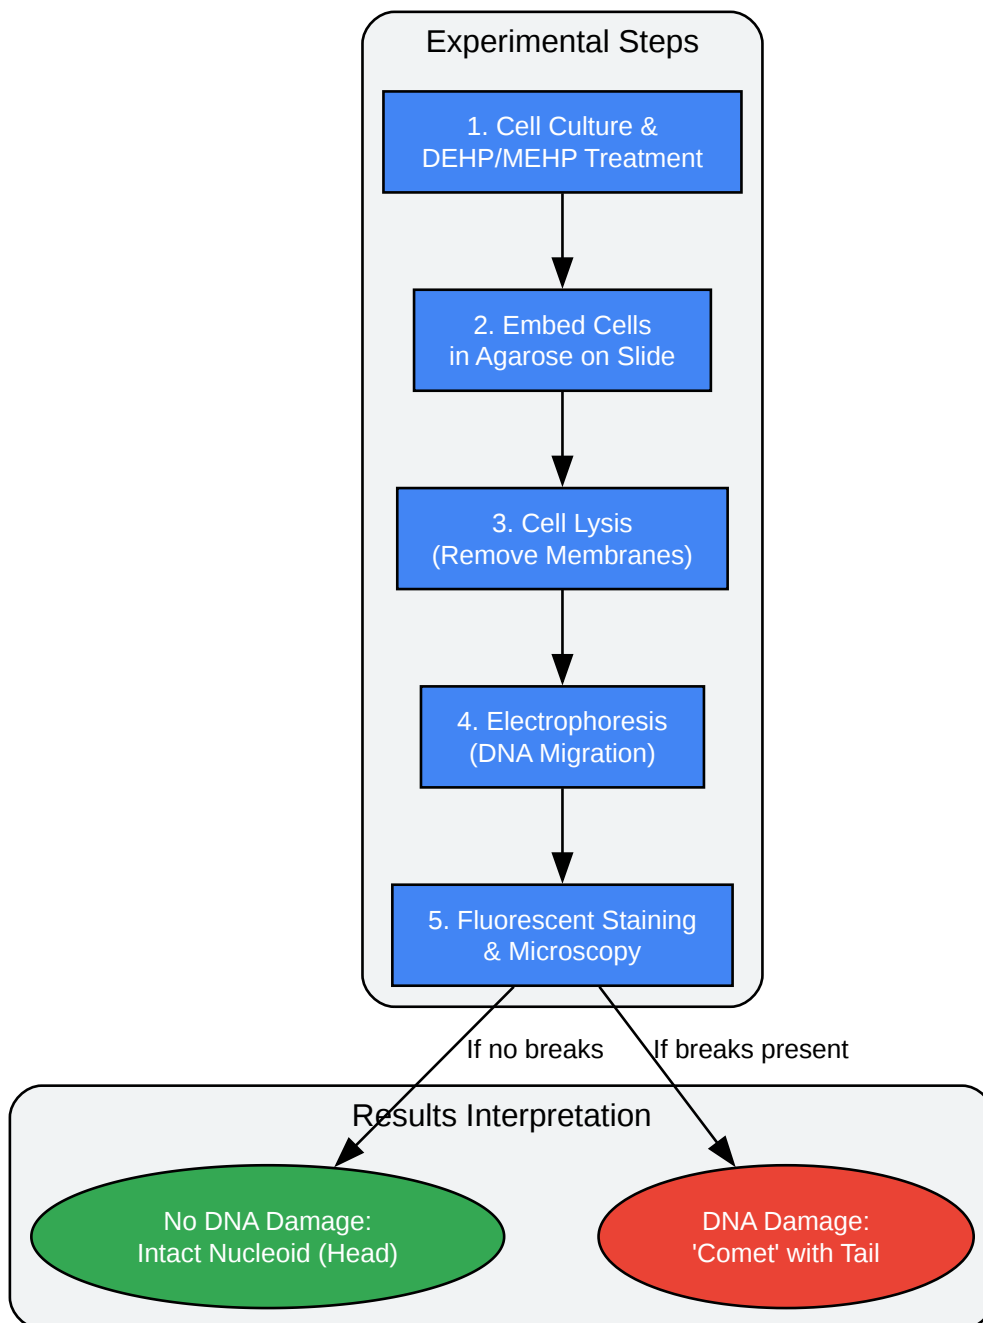 Experimental Steps
1. Cell Culture &
DEHP/MEHP Treatment
2. Embed Cells
in Agarose on Slide
3. Cell Lysis
(Remove Membranes)
4. Electrophoresis
(DNA Migration)
5. Fluorescent Staining
& Microscopy
If no breaks
If breaks present
Results Interpretation
No DNA Damage:
Intact Nucleoid (Head)
DNA Damage:
'Comet' with Tail